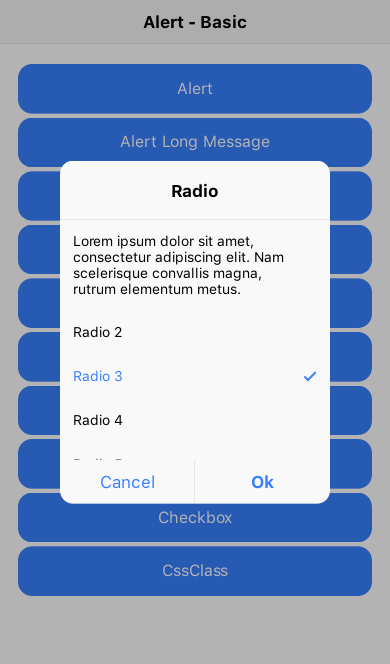 Alert - Basic
Alert
Alert Long Message
Radio
Lorem ipsum dolor sit amet,
consectetur adipiscing elit. Nam
scelerisque convallis magna,
rutrum elementum metus.
Radio 2
Radio 3
Radio 4
Cancel
Ok
Checkbox
CssClass